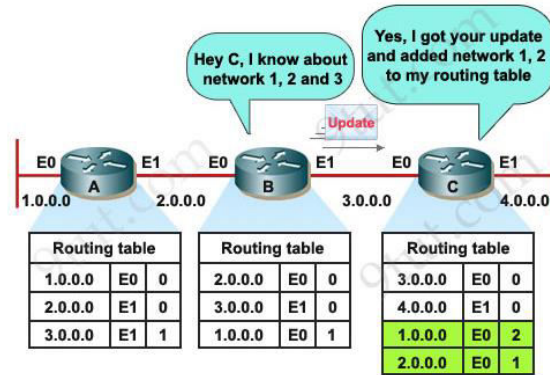 Hey C, I know about
network 1, 2 and 3
Yes, I got your update
and added network 1, 2
to my routing table
Update
E0 A E1 E0 B E1 E0 C E1
1.0.0.0 2.0.0.0 3.0.0.0 4.0.0.0
Routing table
1.0.0.0 E0 0
2.0.0.0 E1 0
3.0.0.0 E1 1
Routing table
2.0.0.0 E0 0
3.0.0.0 E1 0
1.0.0.0 E0 1
Routing table
3.0.0.0 E0 0
4.0.0.0 E1 0
1.0.0.0 E0 2
2.0.0.0 E0 1
9tut.com
9tut.com